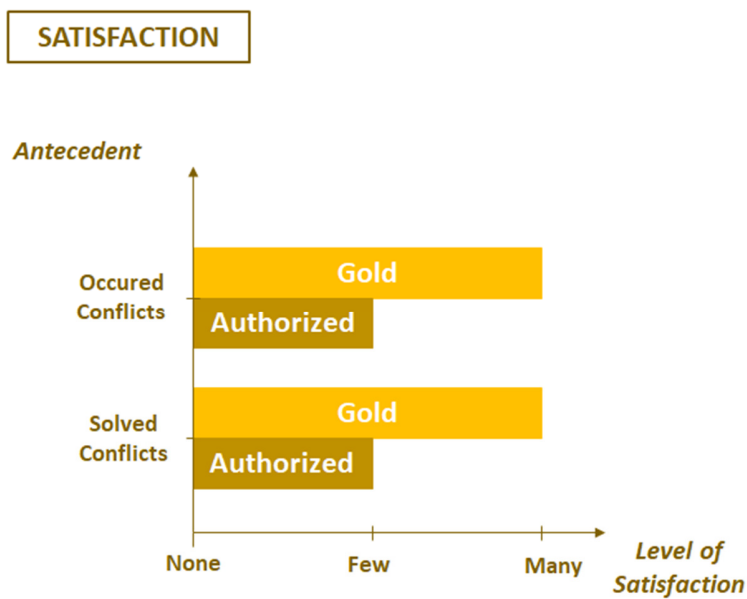 SATISFACTION
Antecedent
Occured
Conflicts
Gold
Authorized
Solved
Conflicts
Gold
Authorized
None
Few
Many
Level of
Satisfaction